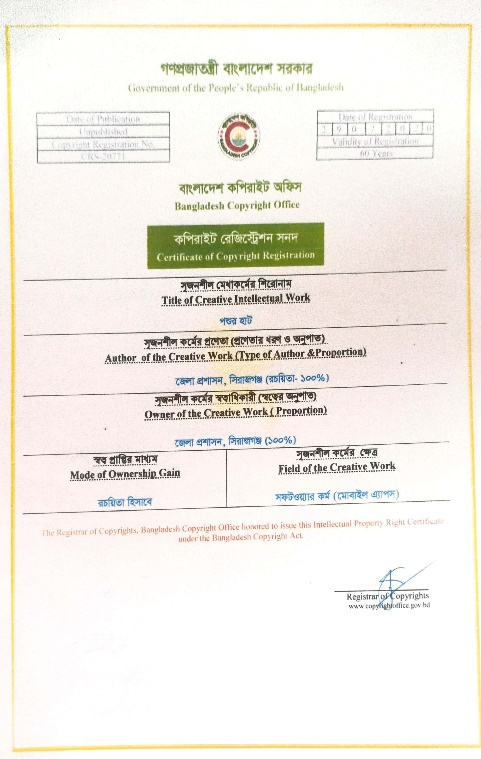 গণপ্রজাতন্ত্রী বাংলাদেশ সরকার
Government of the People's Republic of Bangladesh
Date of Publication
Unpublished
Copyright Registration No.
CRS-20771
Date of Registration
2 9 0 7 2 0 2 0
Validity of Registration
60 Years
বাংলাদেশ কপিরাইট অফিস
Bangladesh Copyright Office
কপিরাইট রেজিস্ট্রেশন সনদ
Certificate of Copyright Registration
সৃজনশীল মেধাকর্মের শিরোনাম
Title of Creative Intellectual Work
পশুর হাট
সৃজনশীল কর্মের প্রণেতা (প্রণেতার ধরণ ও অনুপাত)
Author of the Creative Work (Type of Author &Proportion)
জেলা প্রশাসন, সিরাজগঞ্জ (রচয়িতা- ১০০%)
সৃজনশীল কর্মের স্বত্বাধিকারী (স্বত্বের অনুপাত)
Owner of the Creative Work ( Proportion)
জেলা প্রশাসন, সিরাজগঞ্জ (১০০%)
স্বত্ব প্রাপ্তির মাধ্যম
Mode of Ownership Gain
রচয়িতা হিসাবে
সৃজনশীল কর্মের ক্ষেত্র
Field of the Creative Work
সফটওয়্যার কর্ম (মোবাইল এ্যাপস)
The Registrar of Copyrights, Bangladesh Copyright Office honored to issue this Intellectual Property Right Certificate
under the Bangladesh Copyright Act.
Registrar of Copyrights
www.copyrightoffice.gov.bd